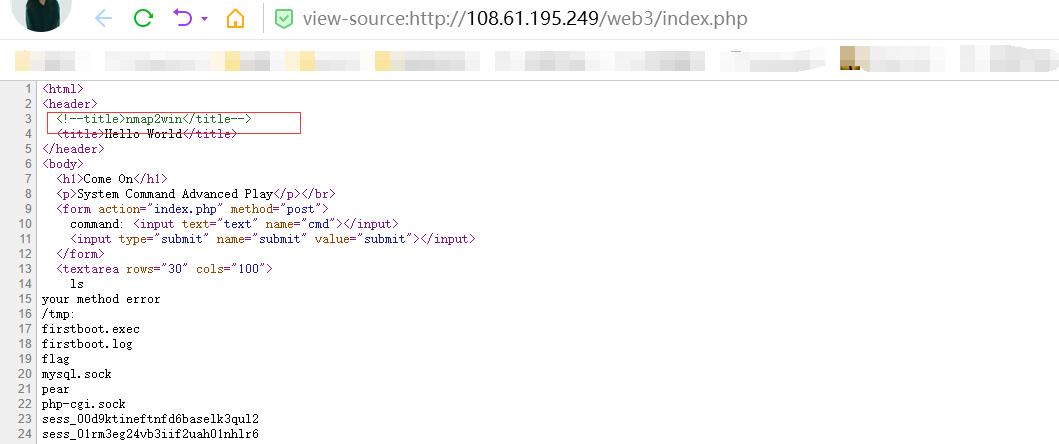 view-source:http://108.61.195.249/web3/index.php
1 <html>
2 <header>
3 <!--title>nmap2win</title-->
4 <title>Hello World</title>
5 </header>
6 <body>
7 <h1>Come On</h1>
8 <p>System Command Advanced Play</p></br>
9 <form action="index.php" method="post">
10 command: <input text="text" name="cmd"></input>
11 <input type="submit" name="submit" value="submit"></input>
12 </form>
13 <textarea rows="30" cols="100">
14 ls
15 your method error
16 /tmp:
17 firstboot.exec
18 firstboot.log
19 flag
20 mysql.sock
21 pear
22 php-cgi.sock
23 sess_00d9ktineftnfd6baselk3qul2
24 sess_01rm3eg24vb3iif2uah01nhlr6